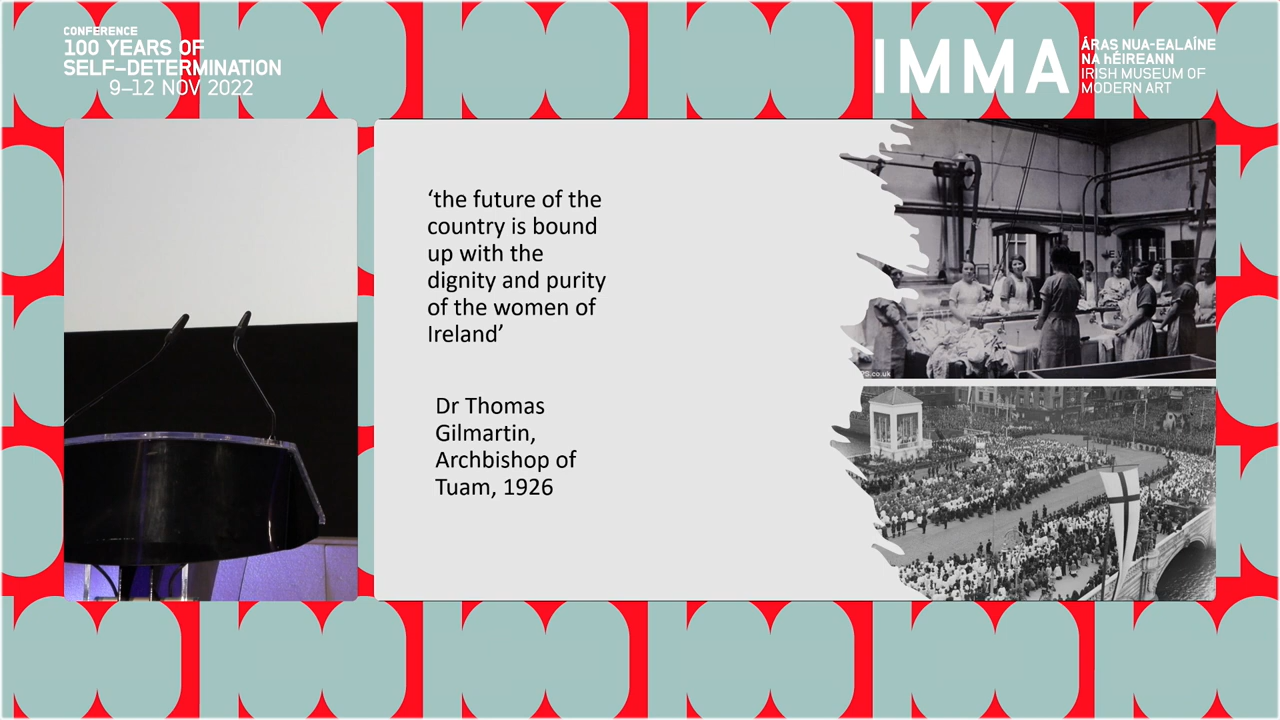 CONFERENCE
100 YEARS OF
SELF–DETERMINATION
9–12 NOV 2022
IMMA
ÁRAS NUA-EALAÍNE
NA hÉIREANN
IRISH MUSEUM OF
MODERN ART
‘the future of the
country is bound
up with the
dignity and purity
of the women of
Ireland’
Dr Thomas
Gilmartin,
Archbishop of
Tuam, 1926